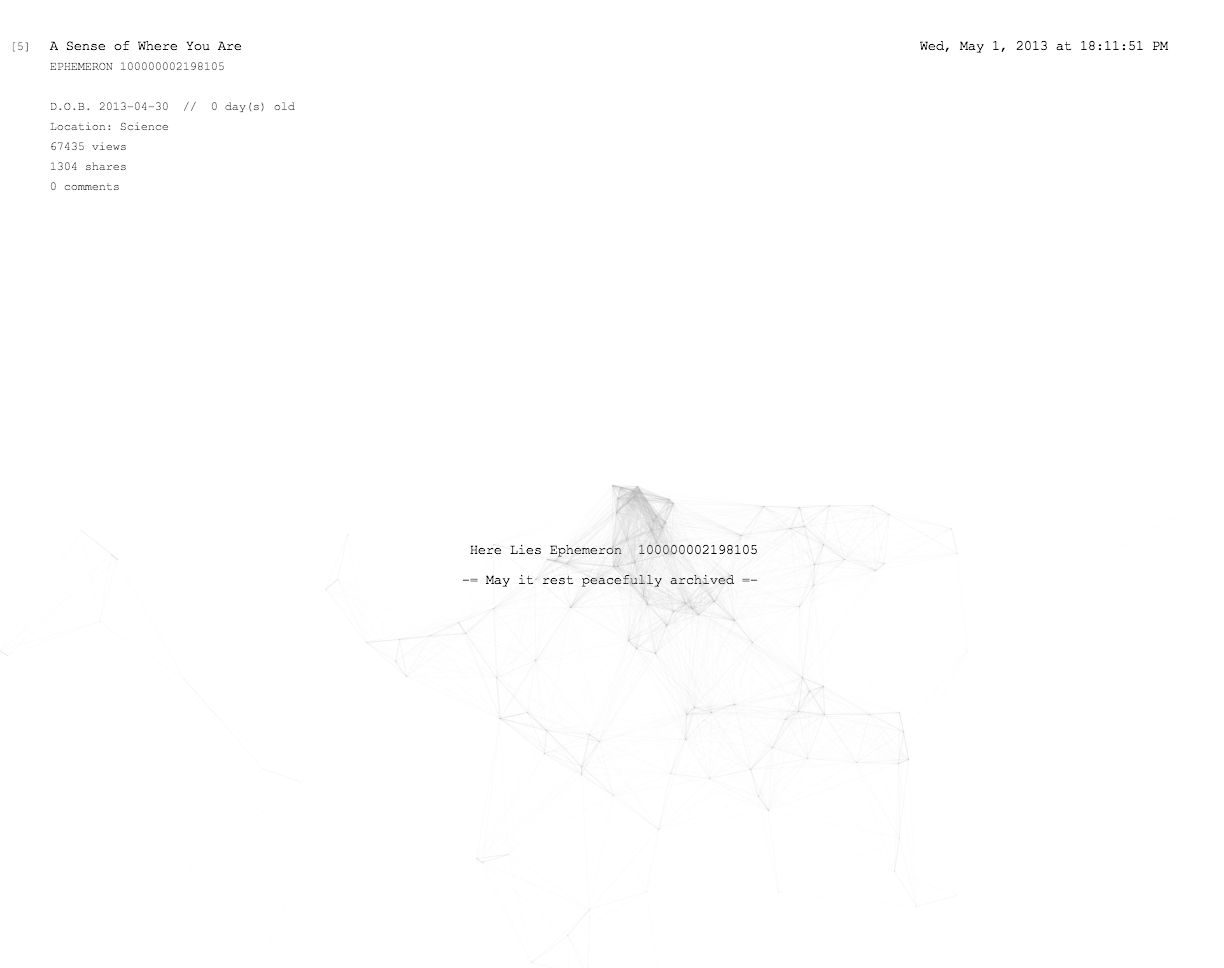 [5] A Sense of Where You Are
Wed, May 1, 2013 at 18:11:51 PM
EPHEMERON 100000002198105
D.O.B. 2013-04-30 // 0 day(s) old
Location: Science
67435 views
1304 shares
0 comments
Here Lies Ephemeron 100000002198105
-= May it rest peacefully archived =-